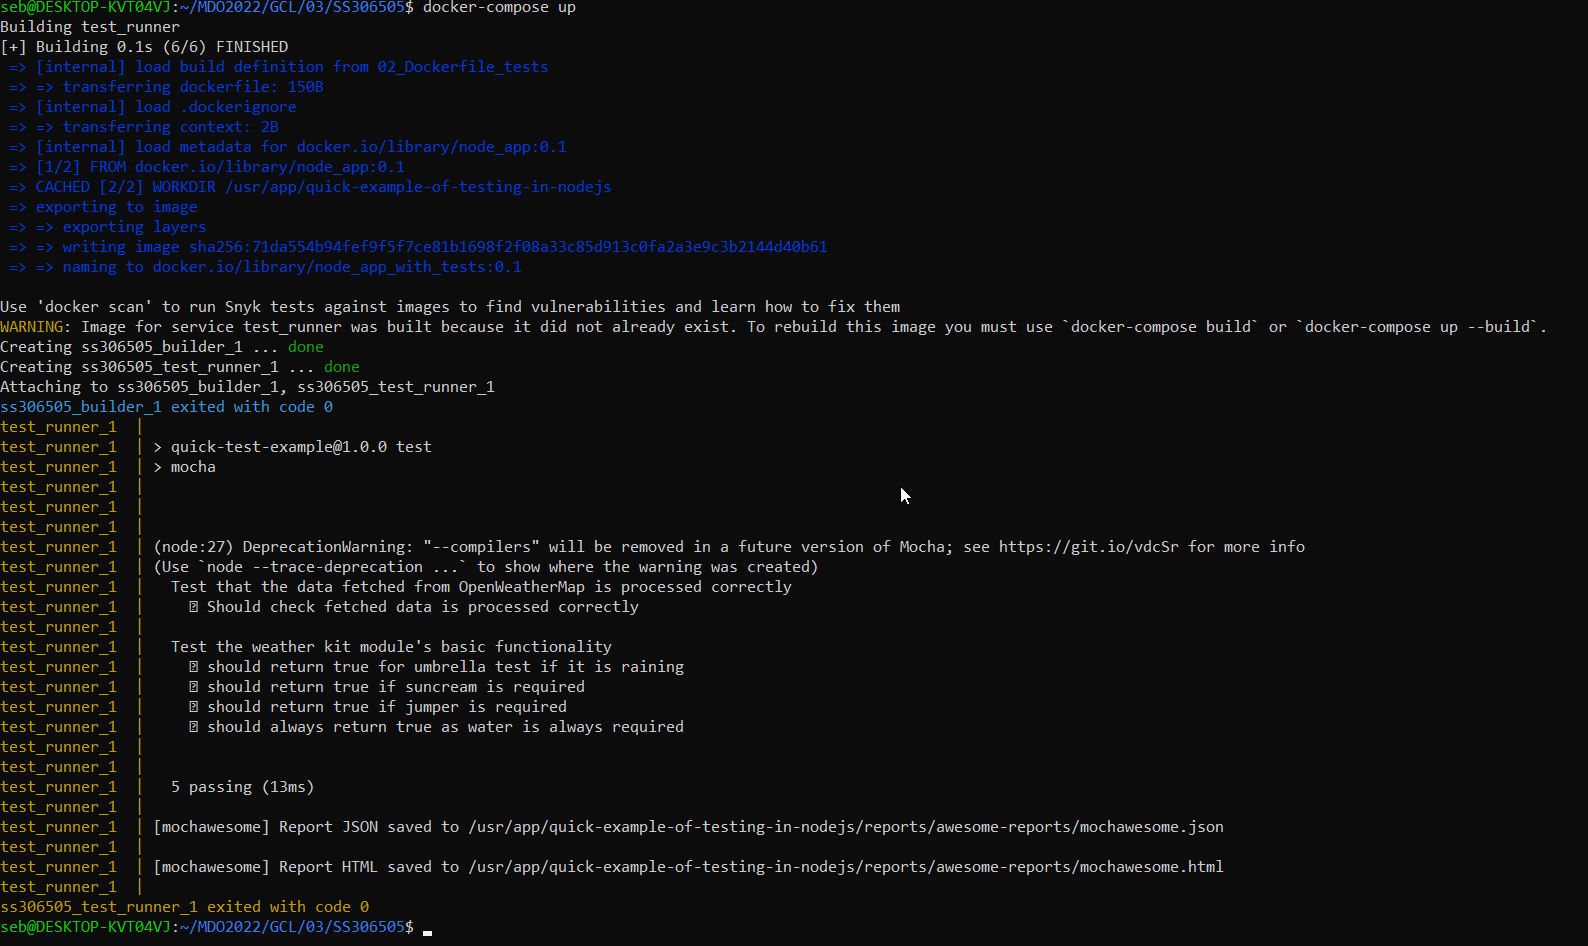 seb@DESKTOP-KVT04VJ:~/MDO2022/GCL/03/SS306505$ docker-compose up
Building test_runner
[+] Building 0.1s (6/6) FINISHED
=> [internal] load build definition from 02_Dockerfile_tests
=> => transferring dockerfile: 150B
=> [internal] load .dockerignore
=> => transferring context: 2B
=> [internal] load metadata for docker.io/library/node_app:0.1
=> [1/2] FROM docker.io/library/node_app:0.1
=> CACHED [2/2] WORKDIR /usr/app/quick-example-of-testing-in-nodejs
=> exporting to image
=> => exporting layers
=> => writing image sha256:71da554b94fef9f5f7ce81b1698f2f08a33c85d913c0fa2a3e9c3b2144d40b61
=> => naming to docker.io/library/node_app_with_tests:0.1

Use 'docker scan' to run Snyk tests against images to find vulnerabilities and learn how to fix them
WARNING: Image for service test_runner was built because it did not already exist. To rebuild this image you must use `docker-compose build` or `docker-compose up --build`.
Creating ss306505_builder_1 ... done
Creating ss306505_test_runner_1 ... done
Attaching to ss306505_builder_1, ss306505_test_runner_1
ss306505_builder_1 exited with code 0
test_runner_1 |
test_runner_1 | > quick-test-example@1.0.0 test
test_runner_1 | > mocha
test_runner_1 |
test_runner_1 |
test_runner_1 |
test_runner_1 | (node:27) DeprecationWarning: "--compilers" will be removed in a future version of Mocha; see https://git.io/vdcSr for more info
test_runner_1 | (Use `node --trace-deprecation ...` to show where the warning was created)
test_runner_1 | Test that the data fetched from OpenWeatherMap is processed correctly
test_runner_1 | ⍰ Should check fetched data is processed correctly
test_runner_1 |
test_runner_1 | Test the weather kit module's basic functionality
test_runner_1 | ⍰ should return true for umbrella test if it is raining
test_runner_1 | ⍰ should return true if suncream is required
test_runner_1 | ⍰ should return true if jumper is required
test_runner_1 | ⍰ should always return true as water is always required
test_runner_1 |
test_runner_1 |
test_runner_1 | 5 passing (13ms)
test_runner_1 |
test_runner_1 | [mochawesome] Report JSON saved to /usr/app/quick-example-of-testing-in-nodejs/reports/awesome-reports/mochawesome.json
test_runner_1 |
test_runner_1 | [mochawesome] Report HTML saved to /usr/app/quick-example-of-testing-in-nodejs/reports/awesome-reports/mochawesome.html
test_runner_1 |
ss306505_test_runner_1 exited with code 0
seb@DESKTOP-KVT04VJ:~/MDO2022/GCL/03/SS306505$